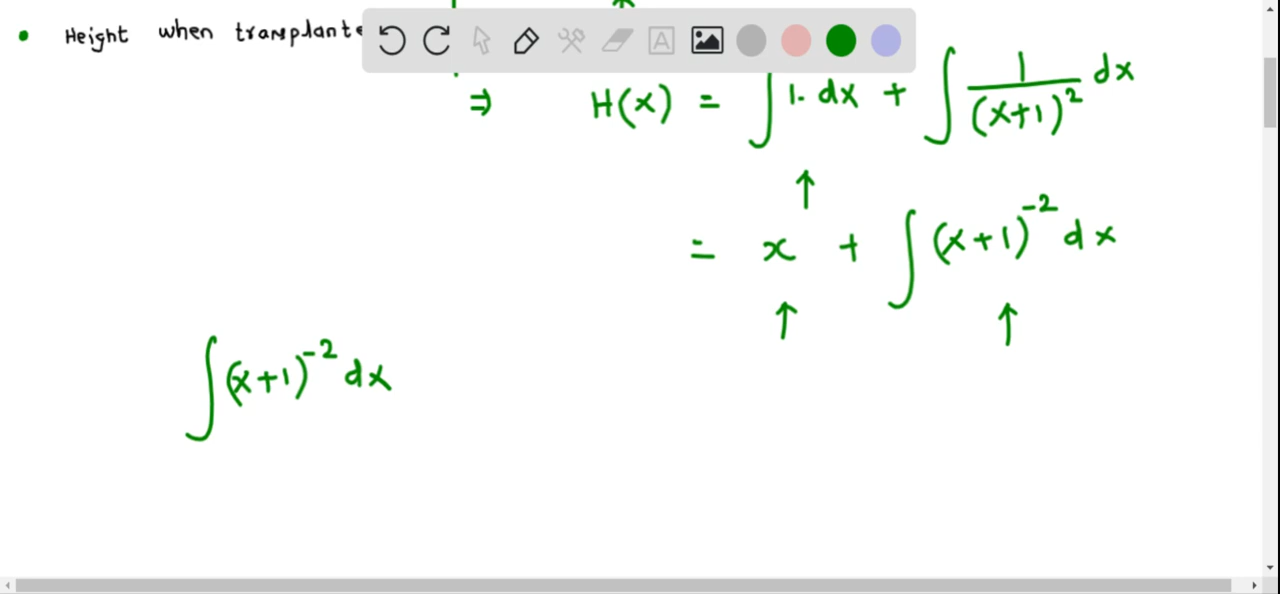 • Height when transplante
⇒ H(x) = ∫ 1. dx + ∫ 1/(x+1)² dx
↑
= x + ∫ (x+1)⁻² dx
↑ ↑
∫ (x+1)⁻² dx
A